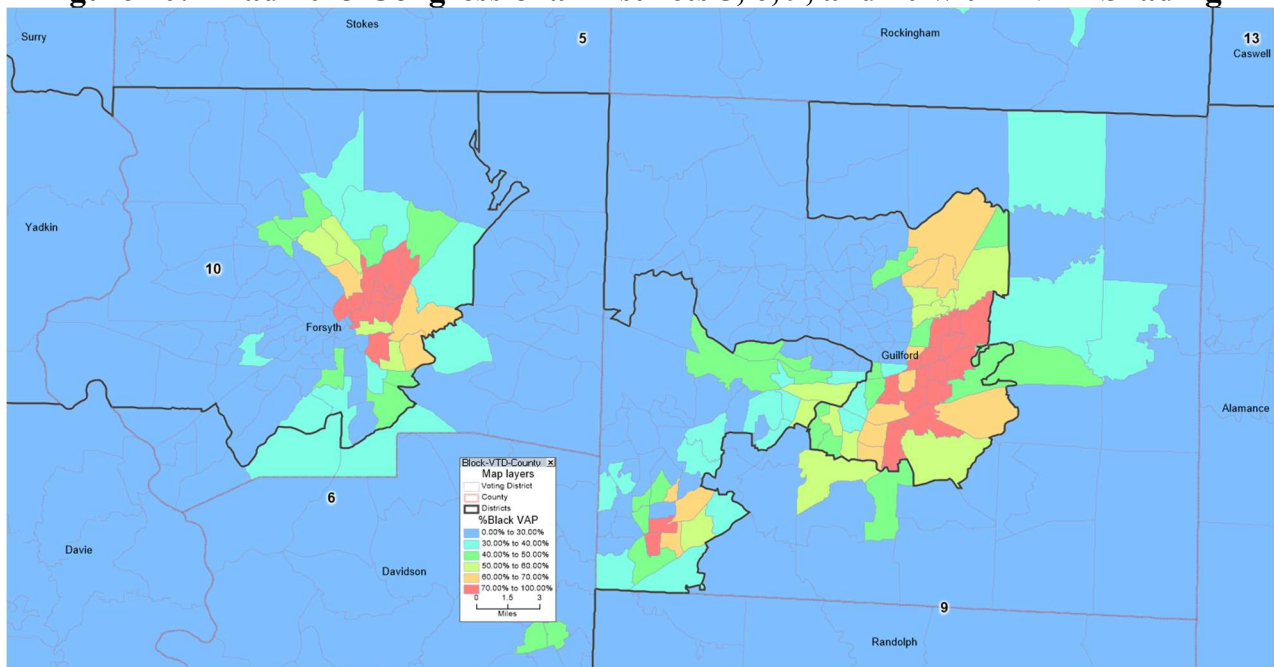 Surry
Stokes
5
Rockingham
13
Caswell
Yadkin
10
Forsyth
Guilford
Alamance
6
Davie
Davidson
9
Randolph
Block-VTD-County
Map layers
Voting District
County
Districts
%Black VAP
0.00% to 30.00%
30.00% to 40.00%
40.00% to 50.00%
50.00% to 60.00%
60.00% to 70.00%
70.00% to 100.00%
0 1.5 3
Miles